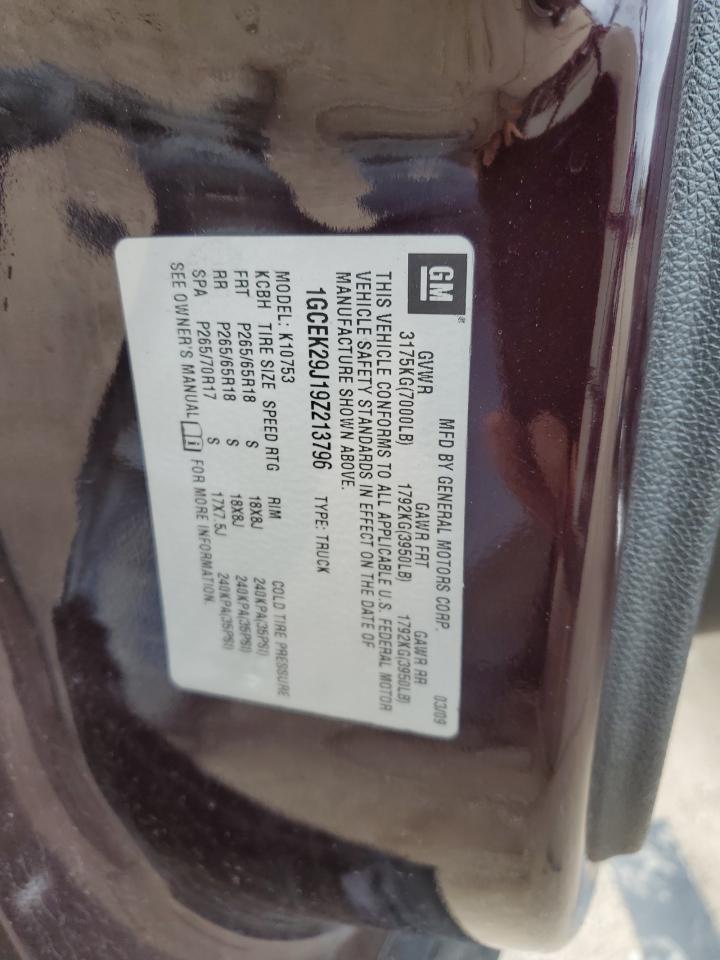 GM®
MFD BY GENERAL MOTORS CORP 03/09
GVWR GAWR FRT GAWR RR
3175KG(7000LB) 1792KG(3950LB) 1792KG(3950LB)
THIS VEHICLE CONFORMS TO ALL APPLICABLE U.S. FEDERAL MOTOR
VEHICLE SAFETY STANDARDS IN EFFECT ON THE DATE OF
MANUFACTURE SHOWN ABOVE.
1GCEK29J19Z213796 TYPE: TRUCK
MODEL: K10753
KCBH TIRE SIZE SPEED RTG RIM COLD TIRE PRESSURE
FRT P265/65R18 S 18X8J 240KPA(35PSI)
RR P265/65R18 S 18X8J 240KPA(35PSI)
SPA P265/70R17 S 17X7.5J 240KPA(35PSI)
SEE OWNER'S MANUAL FOR MORE INFORMATION.